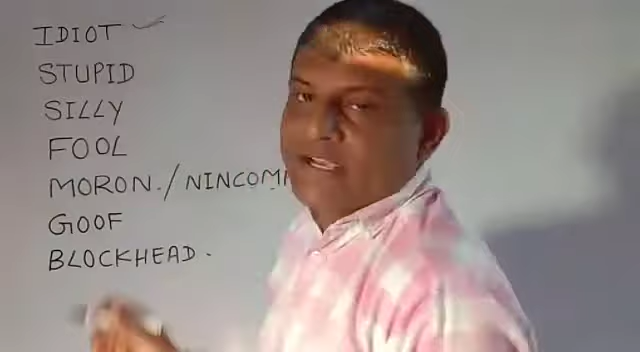 IDIOT
STUPID
SILLY
FOOL
MORON./NINCOM
GOOF
BLOCKHEAD.